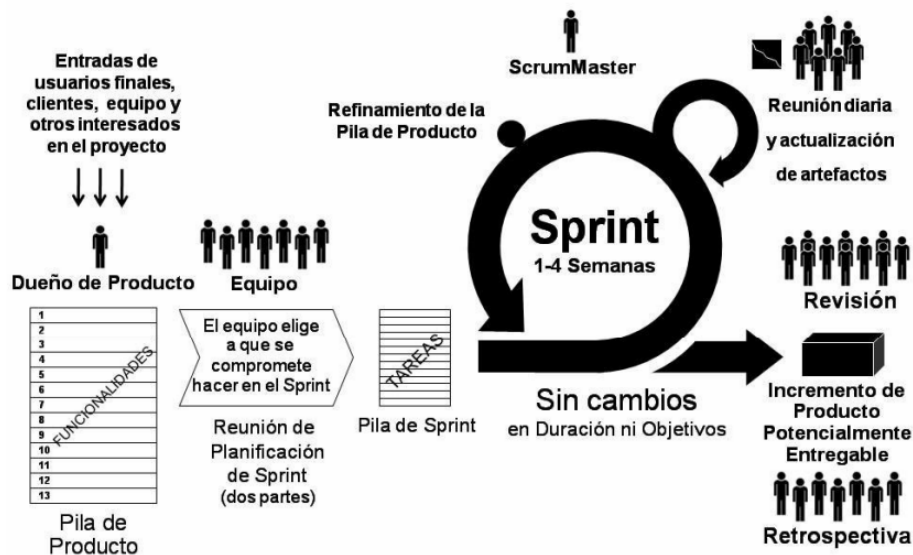 Entradas de
usuarios finales,
clientes, equipo y
otros interesados
en el proyecto
Dueño de Producto
1
2
3
4
5
6
7
8
9
10
11
12
13
FUNCIONALIDADES
Pila de
Producto
Equipo
El equipo elige
a que se
compromete
hacer en el Sprint
Reunión de
Planificación
de Sprint
(dos partes)
TAREAS
Pila de Sprint
ScrumMaster
Refinamiento de la
Pila de Producto
Sprint
1-4 Semanas
Sin cambios
en Duración ni Objetivos
Reunión diaria
y actualización
de artefactos
Revisión
Incremento de
Producto
Potencialmente
Entregable
Retrospectiva